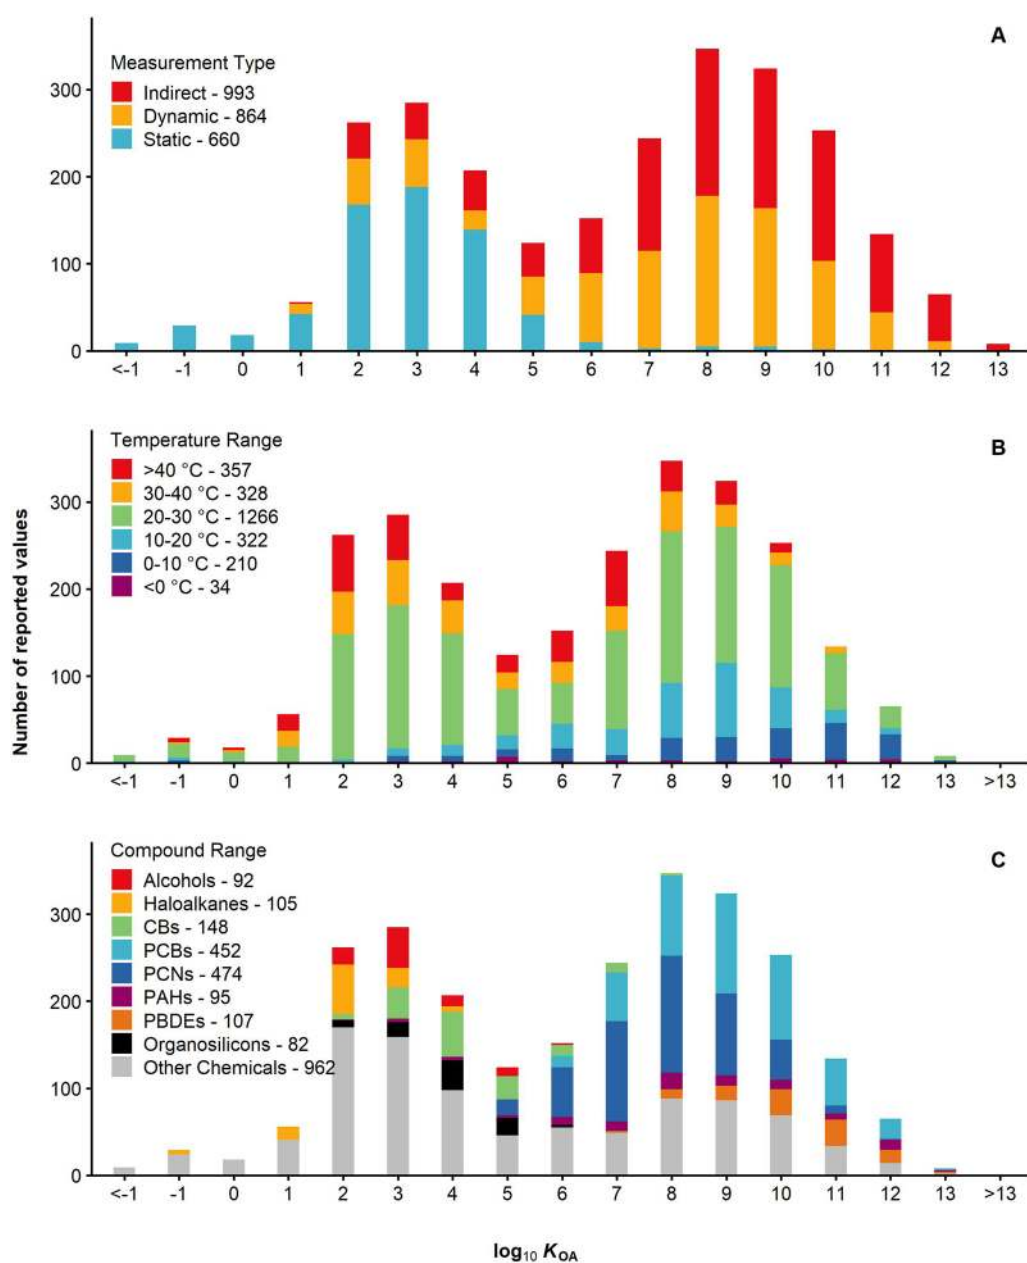 A
Measurement Type
Indirect - 993
Dynamic - 864
Static - 660
300
200
100
0
<-1 -1 0 1 2 3 4 5 6 7 8 9 10 11 12 13
Number of reported values
B
Temperature Range
>40 °C - 357
30-40 °C - 328
20-30 °C - 1266
10-20 °C - 322
0-10 °C - 210
<0 °C - 34
300
200
100
0
<-1 -1 0 1 2 3 4 5 6 7 8 9 10 11 12 13 >13
C
Compound Range
Alcohols - 92
Haloalkanes - 105
CBs - 148
PCBs - 452
PCNs - 474
PAHs - 95
PBDEs - 107
Organosilicons - 82
Other Chemicals - 962
300
200
100
0
<-1 -1 0 1 2 3 4 5 6 7 8 9 10 11 12 13 >13
log₁₀ K_OA